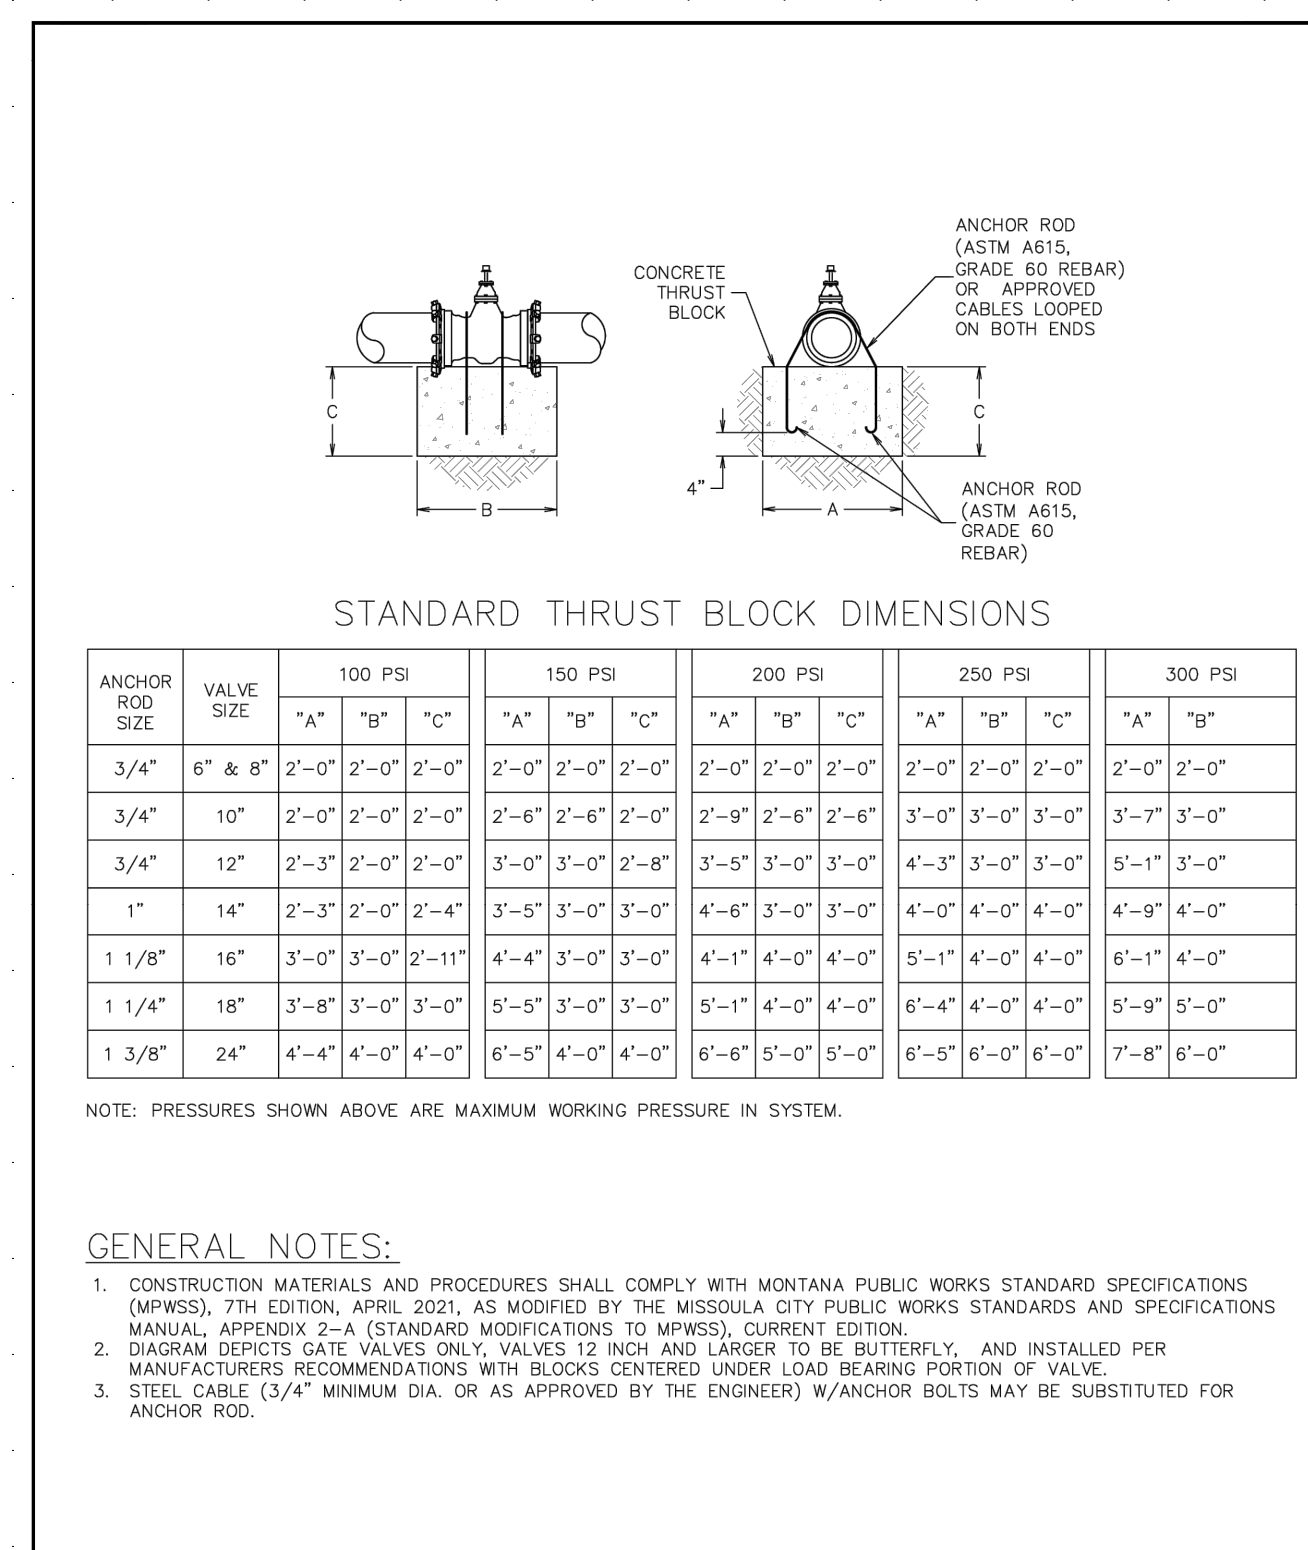 ANCHOR ROD
(ASTM A615,
GRADE 60 REBAR)
OR APPROVED
CABLES LOOPED
ON BOTH ENDS
CONCRETE
THRUST
BLOCK
C
B
C
4"
A
ANCHOR ROD
(ASTM A615,
GRADE 60
REBAR)
STANDARD THRUST BLOCK DIMENSIONS
ANCHOR ROD SIZE VALVE SIZE 100 PSI 150 PSI 200 PSI 250 PSI 300 PSI
"A" "B" "C" "A" "B" "C" "A" "B" "C" "A" "B" "C" "A" "B"
3/4" 6" & 8" 2'-0" 2'-0" 2'-0" 2'-0" 2'-0" 2'-0" 2'-0" 2'-0" 2'-0" 2'-0" 2'-0" 2'-0" 2'-0" 2'-0"
3/4" 10" 2'-0" 2'-0" 2'-0" 2'-6" 2'-6" 2'-0" 2'-9" 2'-6" 2'-6" 3'-0" 3'-0" 3'-0" 3'-7" 3'-0"
3/4" 12" 2'-3" 2'-0" 2'-0" 3'-0" 3'-0" 2'-8" 3'-5" 3'-0" 3'-0" 4'-3" 3'-0" 3'-0" 5'-1" 3'-0"
1" 14" 2'-3" 2'-0" 2'-4" 3'-5" 3'-0" 3'-0" 4'-6" 3'-0" 3'-0" 4'-0" 4'-0" 4'-0" 4'-9" 4'-0"
1 1/8" 16" 3'-0" 3'-0" 2'-11" 4'-4" 3'-0" 3'-0" 4'-1" 4'-0" 4'-0" 5'-1" 4'-0" 4'-0" 6'-1" 4'-0"
1 1/4" 18" 3'-8" 3'-0" 3'-0" 5'-5" 3'-0" 3'-0" 5'-1" 4'-0" 4'-0" 6'-4" 4'-0" 4'-0" 5'-9" 5'-0"
1 3/8" 24" 4'-4" 4'-0" 4'-0" 6'-5" 4'-0" 4'-0" 6'-6" 5'-0" 5'-0" 6'-5" 6'-0" 6'-0" 7'-8" 6'-0"
NOTE: PRESSURES SHOWN ABOVE ARE MAXIMUM WORKING PRESSURE IN SYSTEM.
GENERAL NOTES:
1. CONSTRUCTION MATERIALS AND PROCEDURES SHALL COMPLY WITH MONTANA PUBLIC WORKS STANDARD SPECIFICATIONS
(MPWSS), 7TH EDITION, APRIL 2021, AS MODIFIED BY THE MISSOULA CITY PUBLIC WORKS STANDARDS AND SPECIFICATIONS
MANUAL, APPENDIX 2-A (STANDARD MODIFICATIONS TO MPWSS), CURRENT EDITION.
2. DIAGRAM DEPICTS GATE VALVES ONLY, VALVES 12 INCH AND LARGER TO BE BUTTERFLY, AND INSTALLED PER
MANUFACTURERS RECOMMENDATIONS WITH BLOCKS CENTERED UNDER LOAD BEARING PORTION OF VALVE.
3. STEEL CABLE (3/4" MINIMUM DIA. OR AS APPROVED BY THE ENGINEER) W/ANCHOR BOLTS MAY BE SUBSTITUTED FOR
ANCHOR ROD.